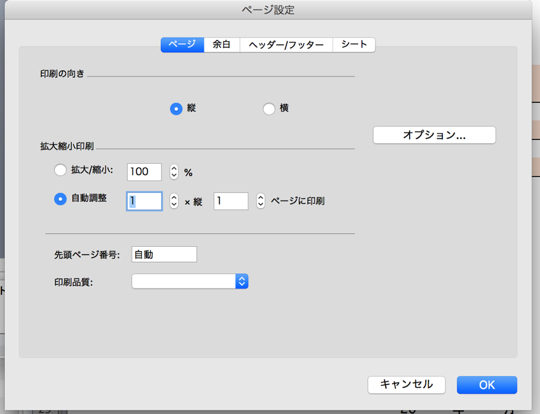 ページ設定
ページ 余白 ヘッダー/フッター シート
印刷の向き
縦 横
オプション...
拡大縮小印刷
拡大/縮小: 100 %
自動調整 1 × 縦 1 ページに印刷
先頭ページ番号: 自動
印刷品質:
キャンセル OK